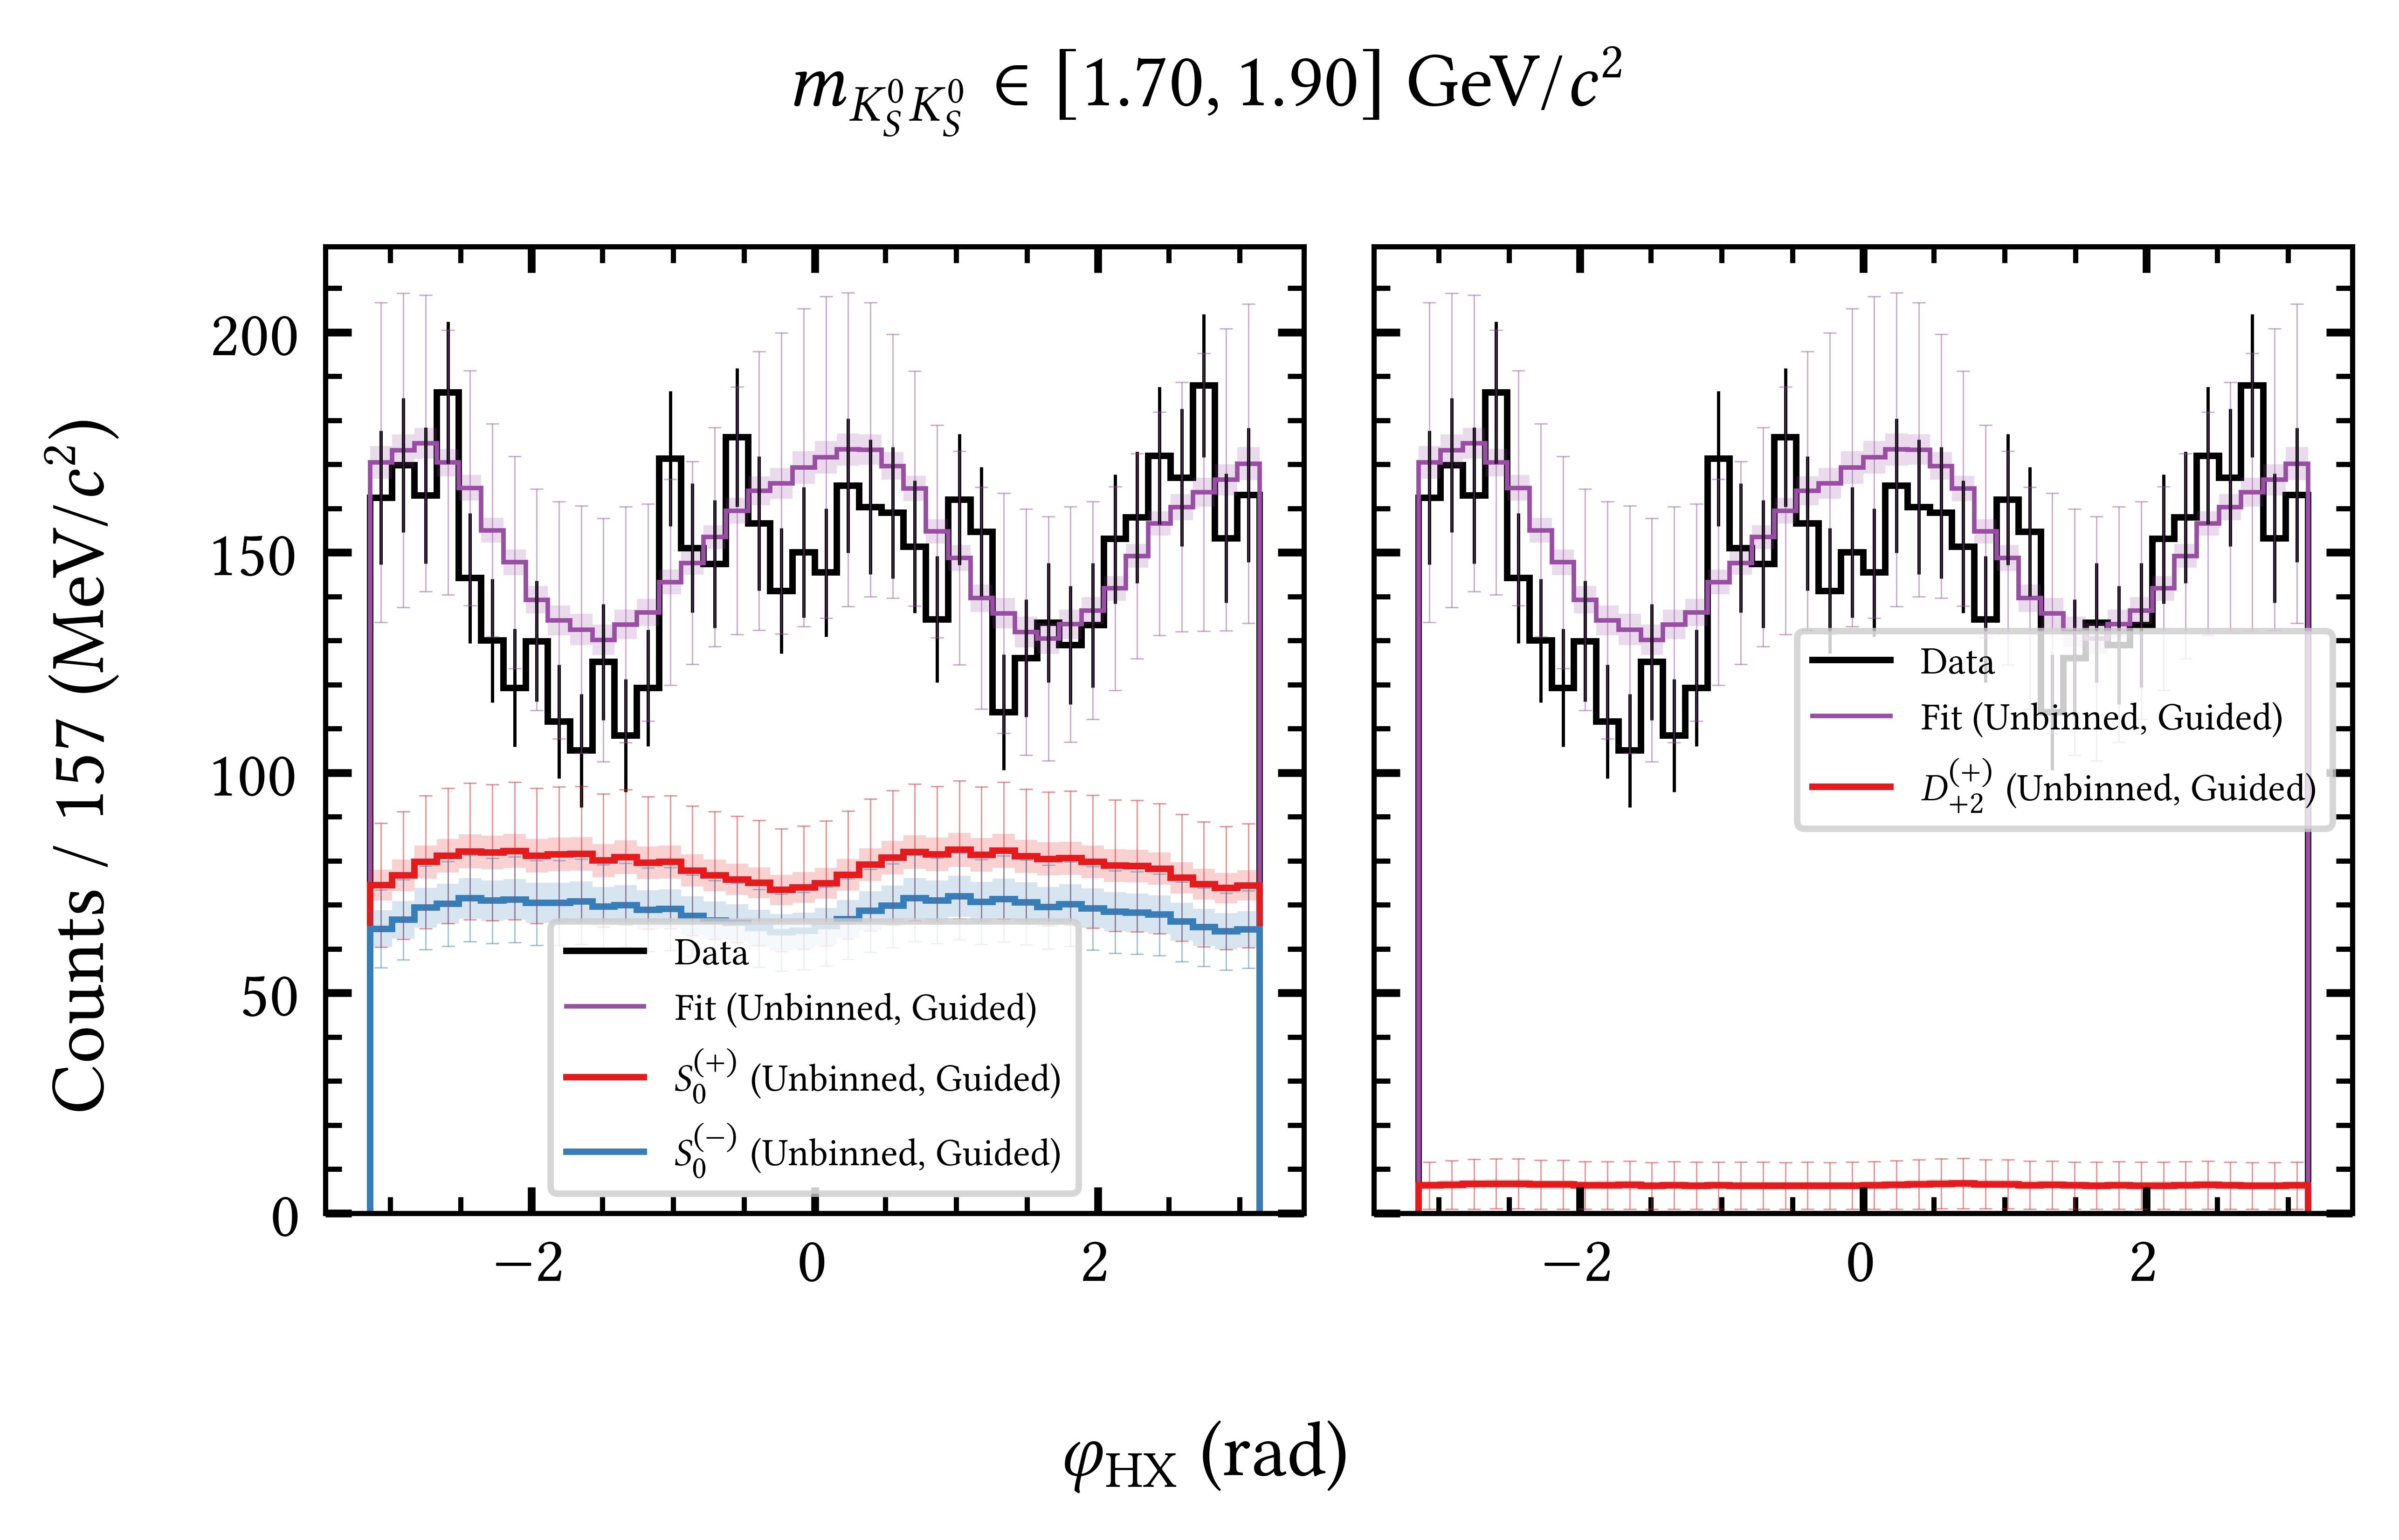 m_{K_S^0 K_S^0} ∈ [1.70, 1.90] GeV/c²
Counts / 157 (MeV/c²)
200
150
100
50
0
Data
Fit (Unbinned, Guided)
S_0^{(+)} (Unbinned, Guided)
S_0^{(−)} (Unbinned, Guided)
Data
Fit (Unbinned, Guided)
D_{+2}^{(+)} (Unbinned, Guided)
−2 0 2
−2 0 2
φ_{HX} (rad)